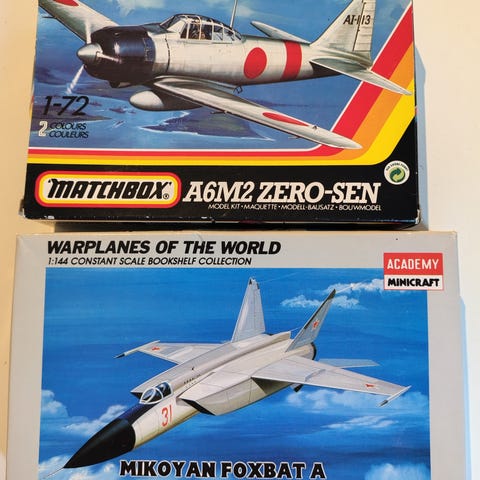 AI-113
1-72
2 COLOURS
COULEURS
MATCHBOX
A6M2 ZERO-SEN
MODEL KIT · MAQUETTE · MODELL-BAUSATZ · BOUWMODEL
WARPLANES OF THE WORLD
1:144 CONSTANT SCALE BOOKSHELF COLLECTION
ACADEMY
MINICRAFT
31
MIKOYAN FOXBAT A